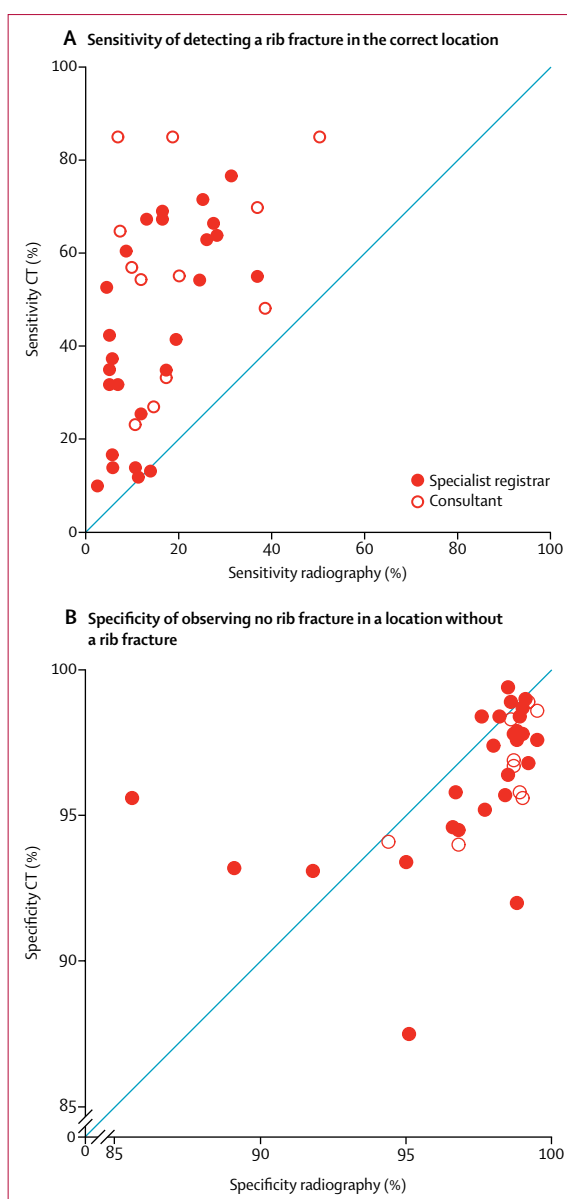 A Sensitivity of detecting a rib fracture in the correct location
100
80
60
40
20
0
Sensitivity CT (%)
Specialist registrar
Consultant
0 20 40 60 80 100
Sensitivity radiography (%)
B Specificity of observing no rib fracture in a location without
a rib fracture
100
95
90
85
0
Specificity CT (%)
0 85 90 95 100
Specificity radiography (%)